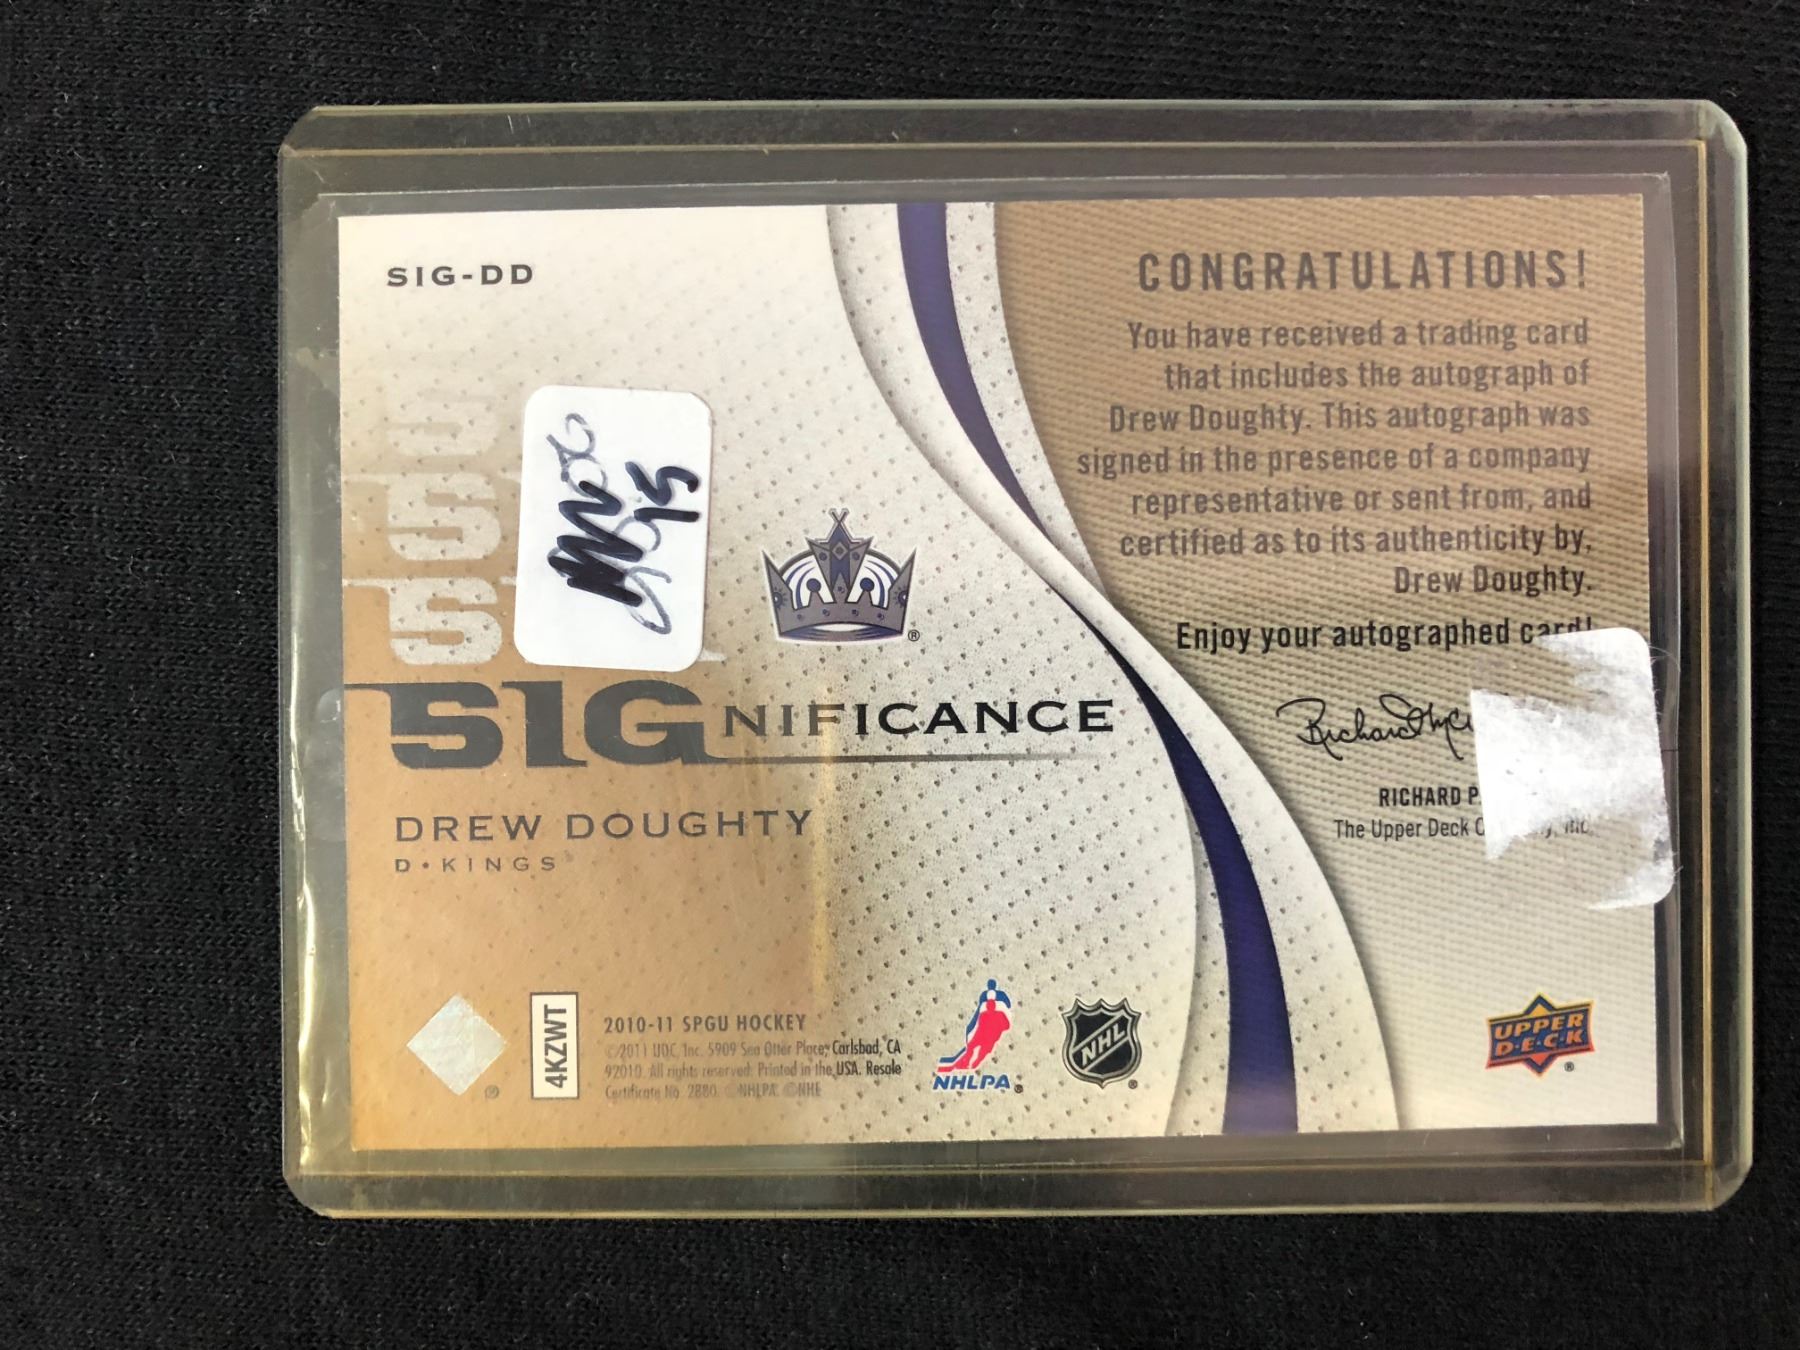 SIG-DD
15
SIGNIFICANCE
DREW DOUGHTY
D•KINGS
4KZWT
2010-11 SPGU HOCKEY
©2011 UDC, Inc. 5909 Sea Otter Place, Carlsbad, CA
92010. All rights reserved. Printed in the USA. Resale
Certificate No. 2880. ©NHLPA. ©NHL
NHLPA
NHL
CONGRATULATIONS!
You have received a trading card
that includes the autograph of
Drew Doughty. This autograph was
signed in the presence of a company
representative or sent from, and
certified as to its authenticity by,
Drew Doughty.
Enjoy your autographed card!
RICHARD P
The Upper Deck C y, Inc.
UPPER
D•E•C•K